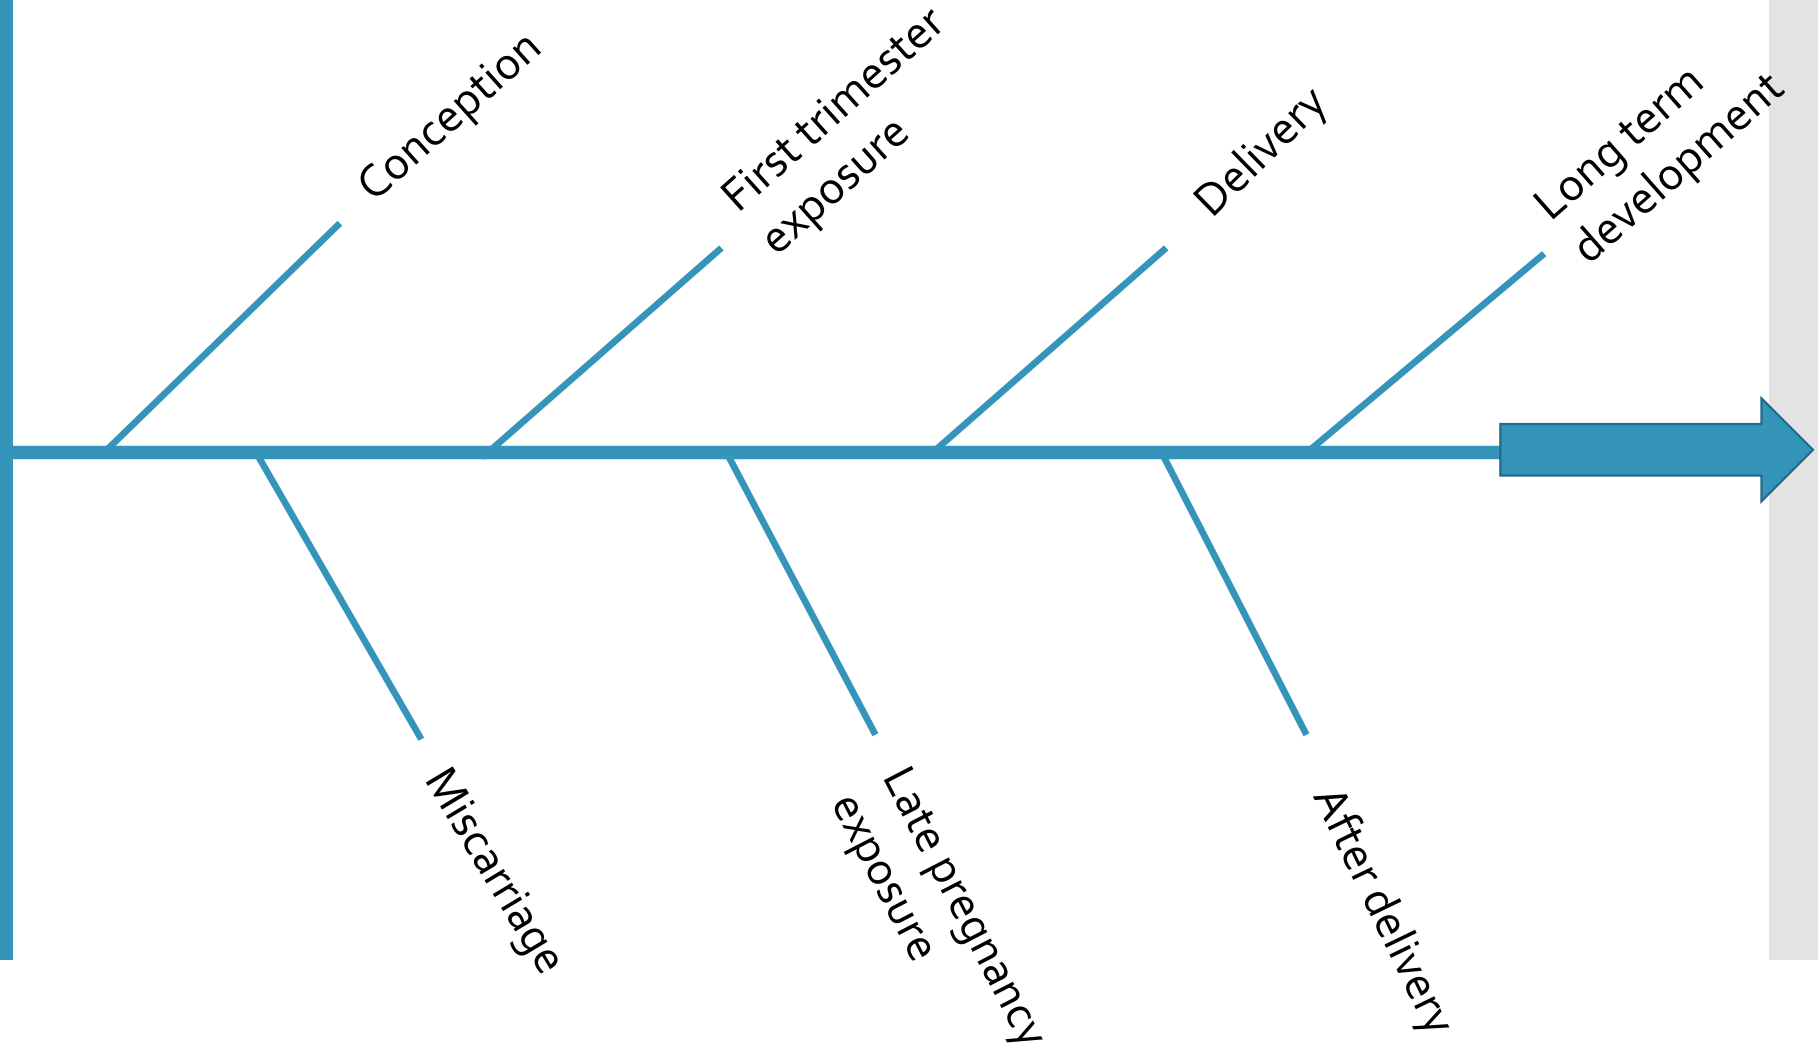 Conception
First trimester
exposure
Delivery
Long term
development
Miscarriage
Late pregnancy
exposure
After delivery